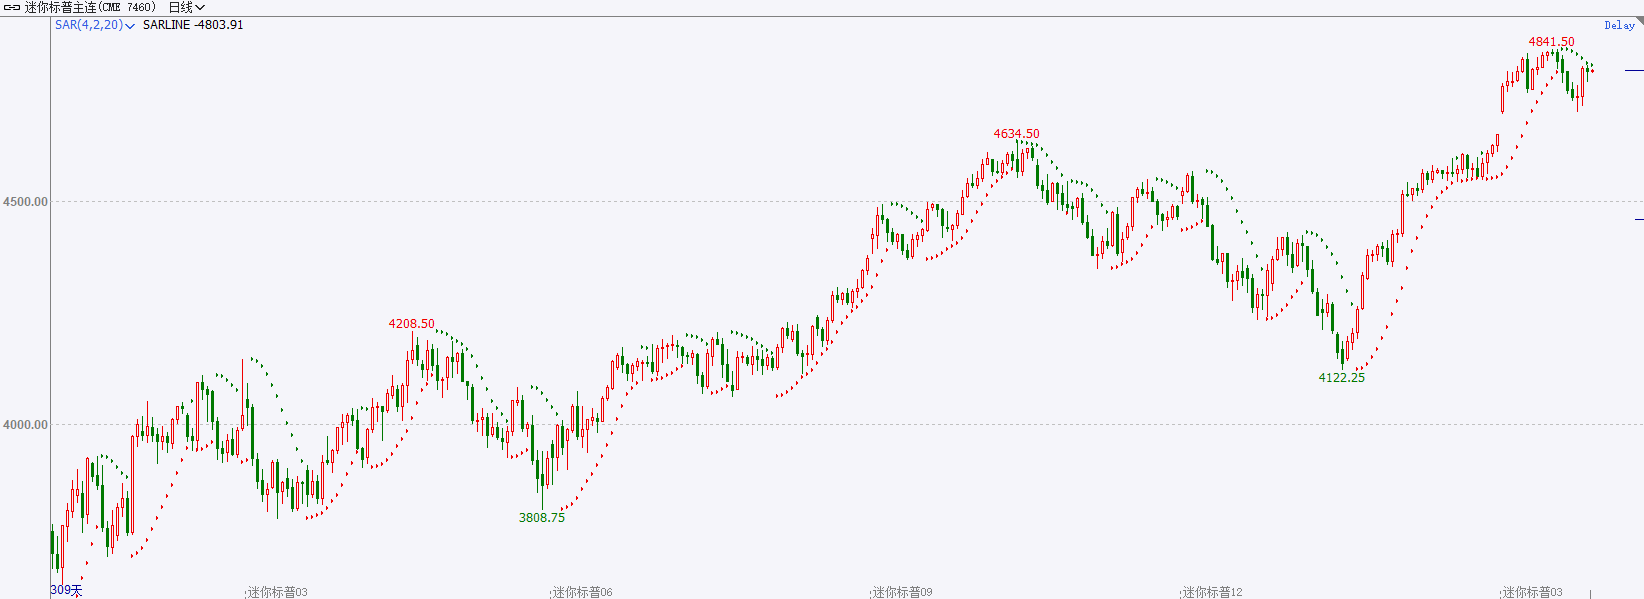 迷你标普主连(CME 7460) 日线
SAR(4,2,20) SARLINE -4803.91
Delay
4841.50
4634.50
4500.00
4208.50
4122.25
4000.00
3808.75
309天
迷你标普03
迷你标普06
迷你标普09
迷你标普12
迷你标普03